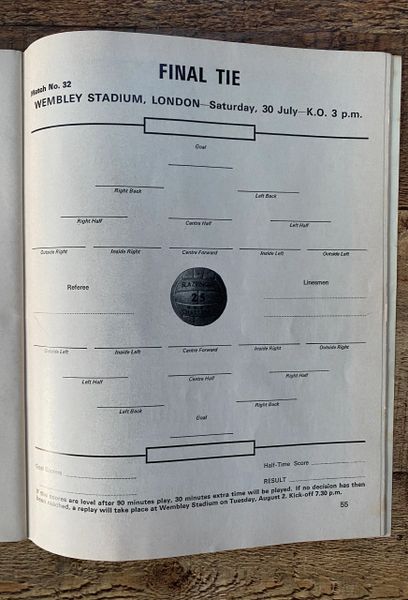 FINAL TIE
Match No. 32
WEMBLEY STADIUM, LONDON—Saturday, 30 July—K.O. 3 p.m.
Goal
Right Back Left Back
Right Half Centre Half Left Half
Outside Right Inside Right Centre Forward Inside Left Outside Left
Referee Linesmen
25
Outside Left Inside Left Centre Forward Inside Right Outside Right
Left Half Centre Half Right Half
Left Back Right Back
Goal
Goal Scorers Half-Time Score
RESULT
If the scores are level after 90 minutes play, 30 minutes extra time will be played. If no decision has then
been reached, a replay will take place at Wembley Stadium on Tuesday, August 2. Kick-off 7.30 p.m.
55